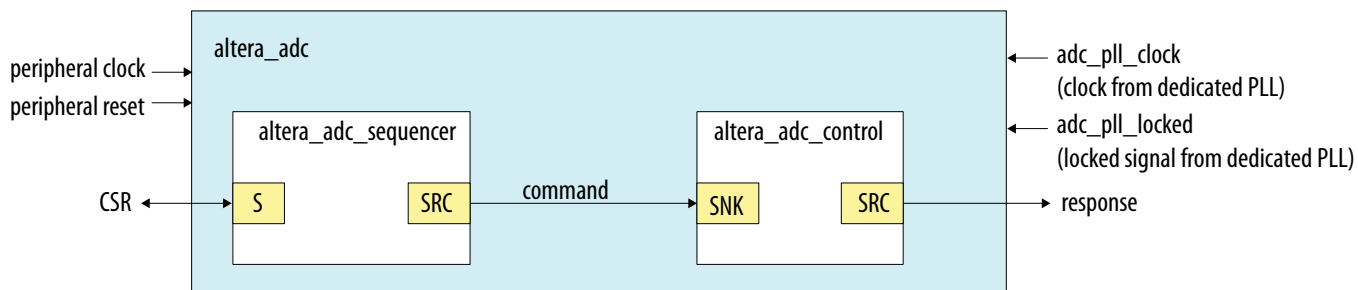 altera_adc
peripheral clock
peripheral reset
adc_pll_clock
(clock from dedicated PLL)
adc_pll_locked
(locked signal from dedicated PLL)
altera_adc_sequencer
altera_adc_control
CSR
S
SRC
command
SNK
SRC
response